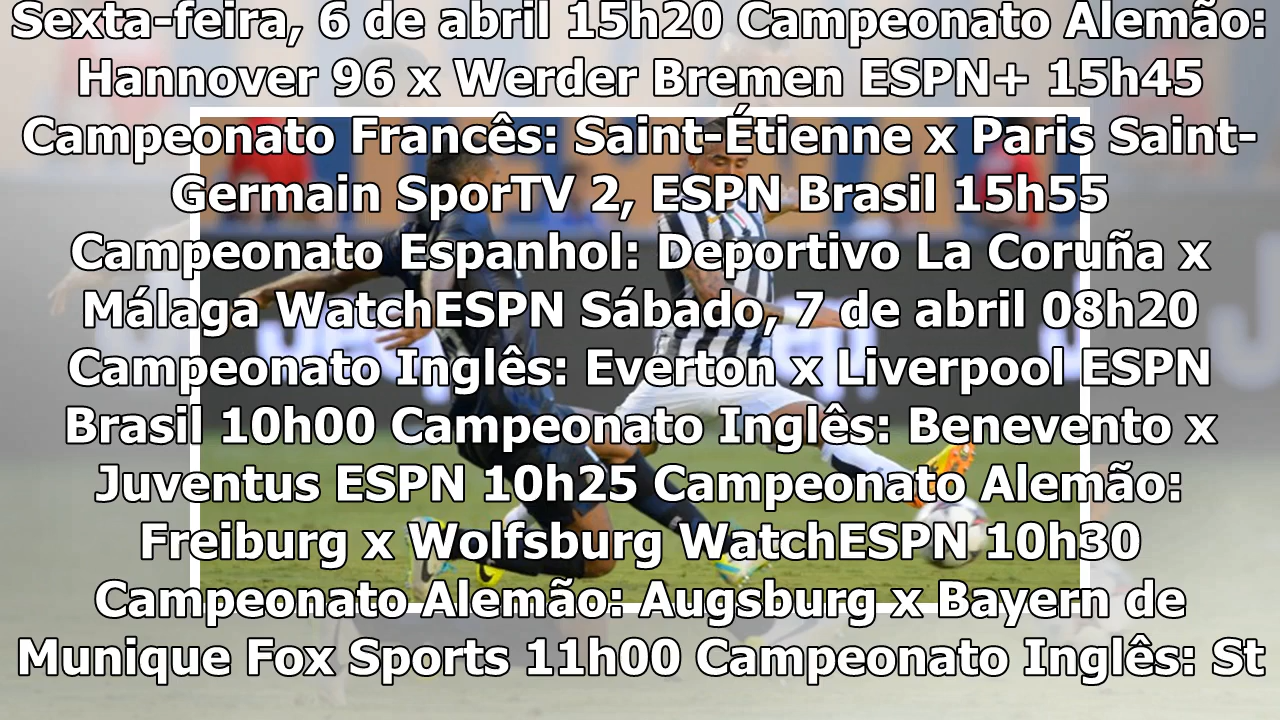 Sexta-feira, 6 de abril 15h20 Campeonato Alemão:
Hannover 96 x Werder Bremen ESPN+ 15h45
Campeonato Francês: Saint-Étienne x Paris Saint-
Germain SporTV 2, ESPN Brasil 15h55
Campeonato Espanhol: Deportivo La Coruña x
Málaga WatchESPN Sábado, 7 de abril 08h20
Campeonato Inglês: Everton x Liverpool ESPN
Brasil 10h00 Campeonato Inglês: Benevento x
Juventus ESPN 10h25 Campeonato Alemão:
Freiburg x Wolfsburg WatchESPN 10h30
Campeonato Alemão: Augsburg x Bayern de
Munique Fox Sports 11h00 Campeonato Inglês: St